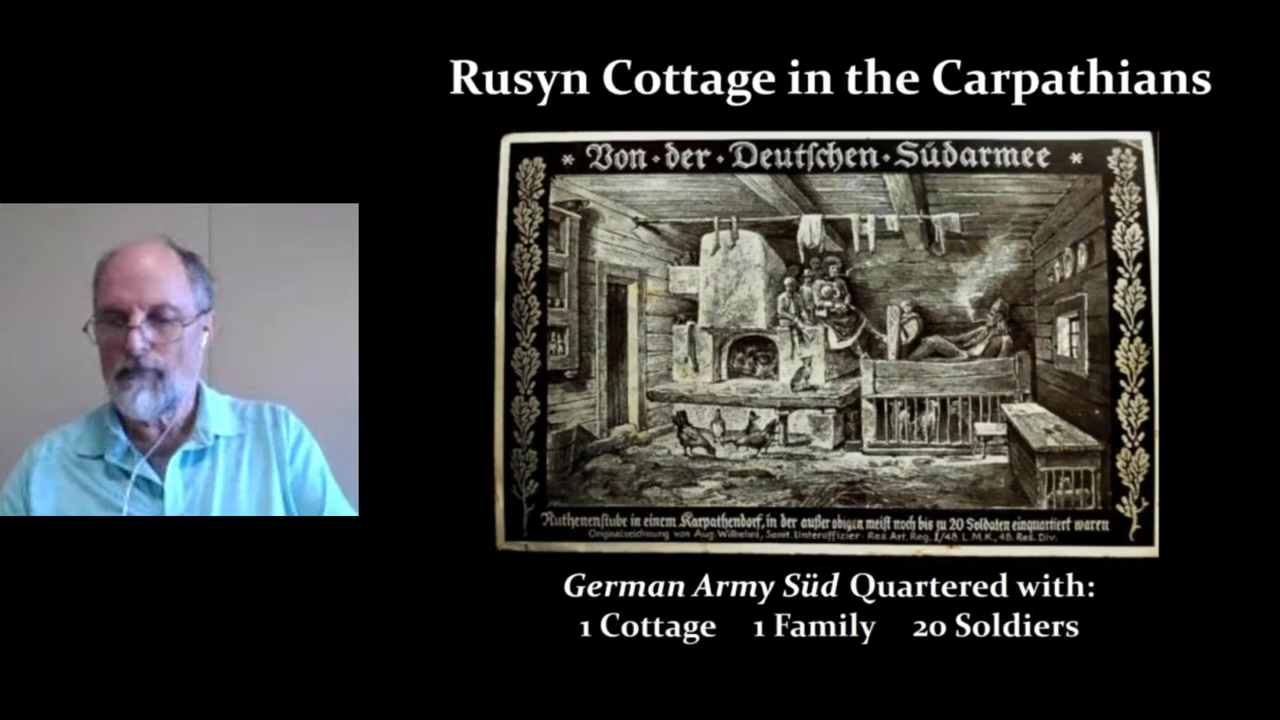 Rusyn Cottage in the Carpathians
* Von · der · Deutschen · Südarmee *
Ruthenenstube in einem Karpathendorf, in der außer obigen meist noch bis zu 20 Soldaten einquartiert waren
Originalzeichnung von Aug. Wilhelmi, Sanit. Unteroffizier · Res. Art. Reg. 1/48 L. M.K., 48. Res. Div.
German Army Süd Quartered with:
1 Cottage 1 Family 20 Soldiers